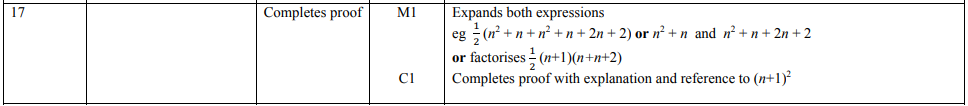 17 Completes proof M1 Expands both expressions
eg 1/2 (n² + n + n² + n + 2n + 2) or n² + n and n² + n + 2n + 2
or factorises 1/2 (n+1)(n+n+2)
C1 Completes proof with explanation and reference to (n+1)²